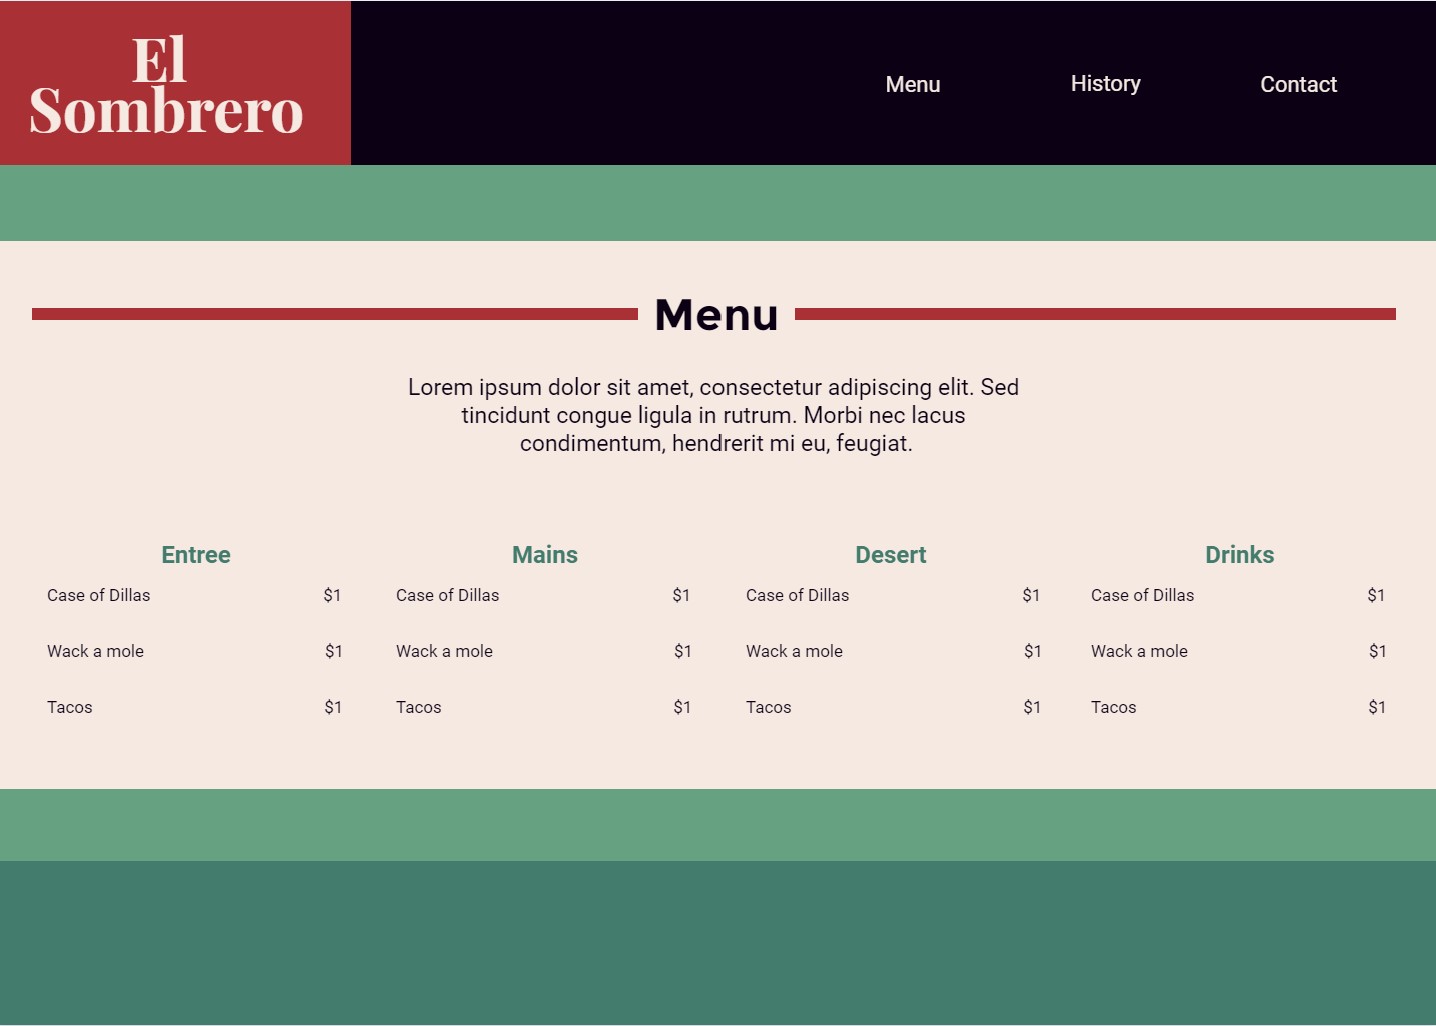 El
Sombrero
Menu
History
Contact
Menu
Lorem ipsum dolor sit amet, consectetur adipiscing elit. Sed
tincidunt congue ligula in rutrum. Morbi nec lacus
condimentum, hendrerit mi eu, feugiat.
Entree
Case of Dillas $1
Wack a mole $1
Tacos $1
Mains
Case of Dillas $1
Wack a mole $1
Tacos $1
Desert
Case of Dillas $1
Wack a mole $1
Tacos $1
Drinks
Case of Dillas $1
Wack a mole $1
Tacos $1